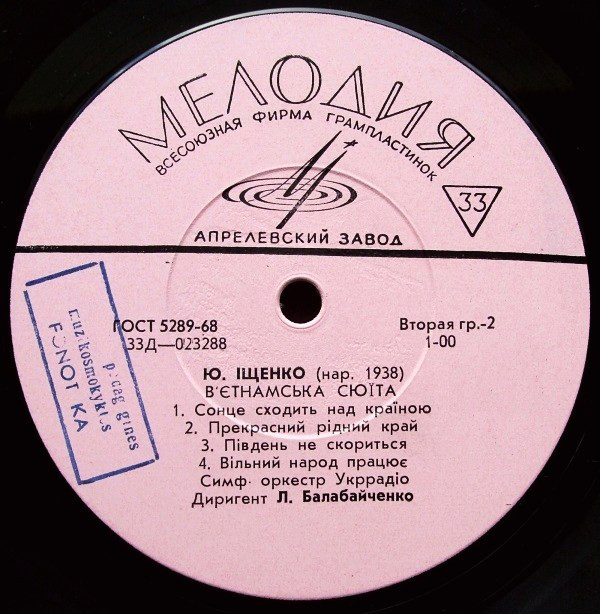 МЕЛОДИЯ
ВСЕСОЮЗНАЯ ФИРМА ГРАМПЛАСТИНОК
33
АПРЕЛЕВСКИЙ ЗАВОД
ГОСТ 5289-68
33Д—023288
Вторая гр.-2
1-00
FONOTKA
Ю. ІЩЕНКО (нар. 1938)
В'ЄТНАМСЬКА СЮЇТА
1. Сонце сходить над країною
2. Прекрасний рідний край
3. Південь не скориться
4. Вільний народ працює
Симф. оркестр Укррадіо
Диригент Л. Балабайченко